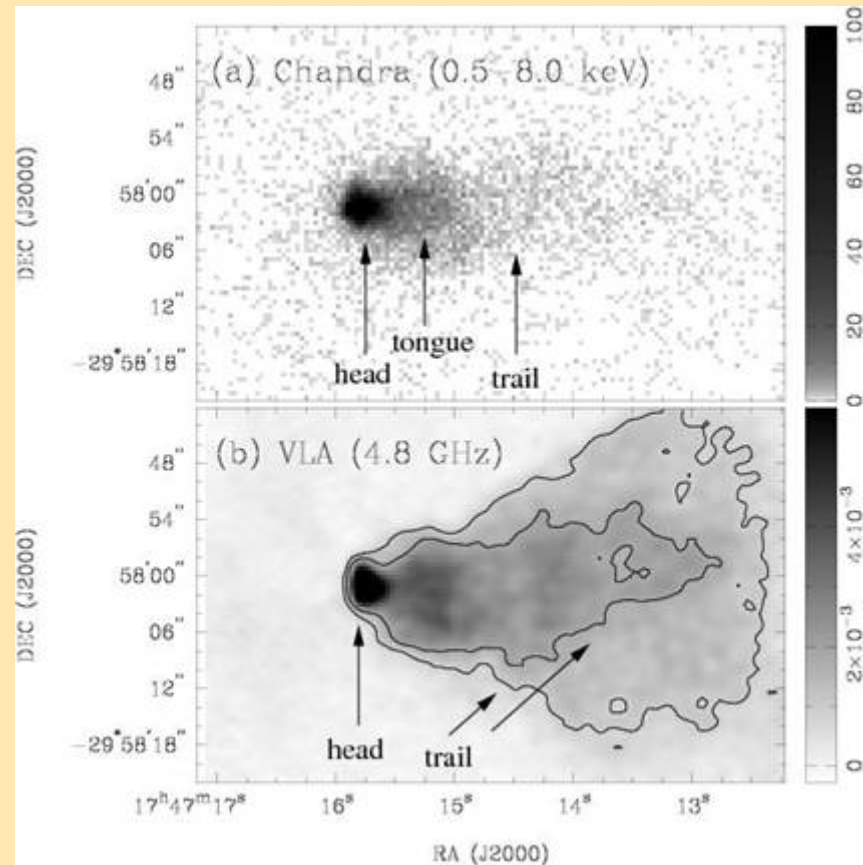 (a) Chandra (0.5 8.0 keV)
DEC (J2000)
48"
54"
58'00"
06"
12"
-29°58'18"
head
tongue
trail
100
80
60
40
20
0
(b) VLA (4.8 GHz)
DEC (J2000)
48"
54"
58'00"
06"
12"
-29°58'18"
head
trail
4×10⁻³
2×10⁻³
0
17ʰ47ᵐ17ˢ
16ˢ
15ˢ
14ˢ
13ˢ
RA (J2000)